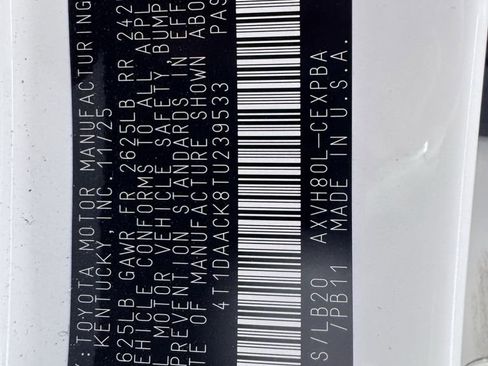 Y:TOYOTA MOTOR MANUFACTURING
KENTUCKY, INC. 11/25
625LB GAWR FR 2625LB RR 242
EHICLE CONFORMS TO ALL APPL
L MOTOR VEHICLE SAFETY, BUMP
PREVENTION STANDARDS IN EFF
TE OF MANUFACTURE SHOWN ABO
4T1DAACK8TU239533 PAS
AXVH80L-CEXPBA
S/LB20 MADE IN U.S.A.
/PB11